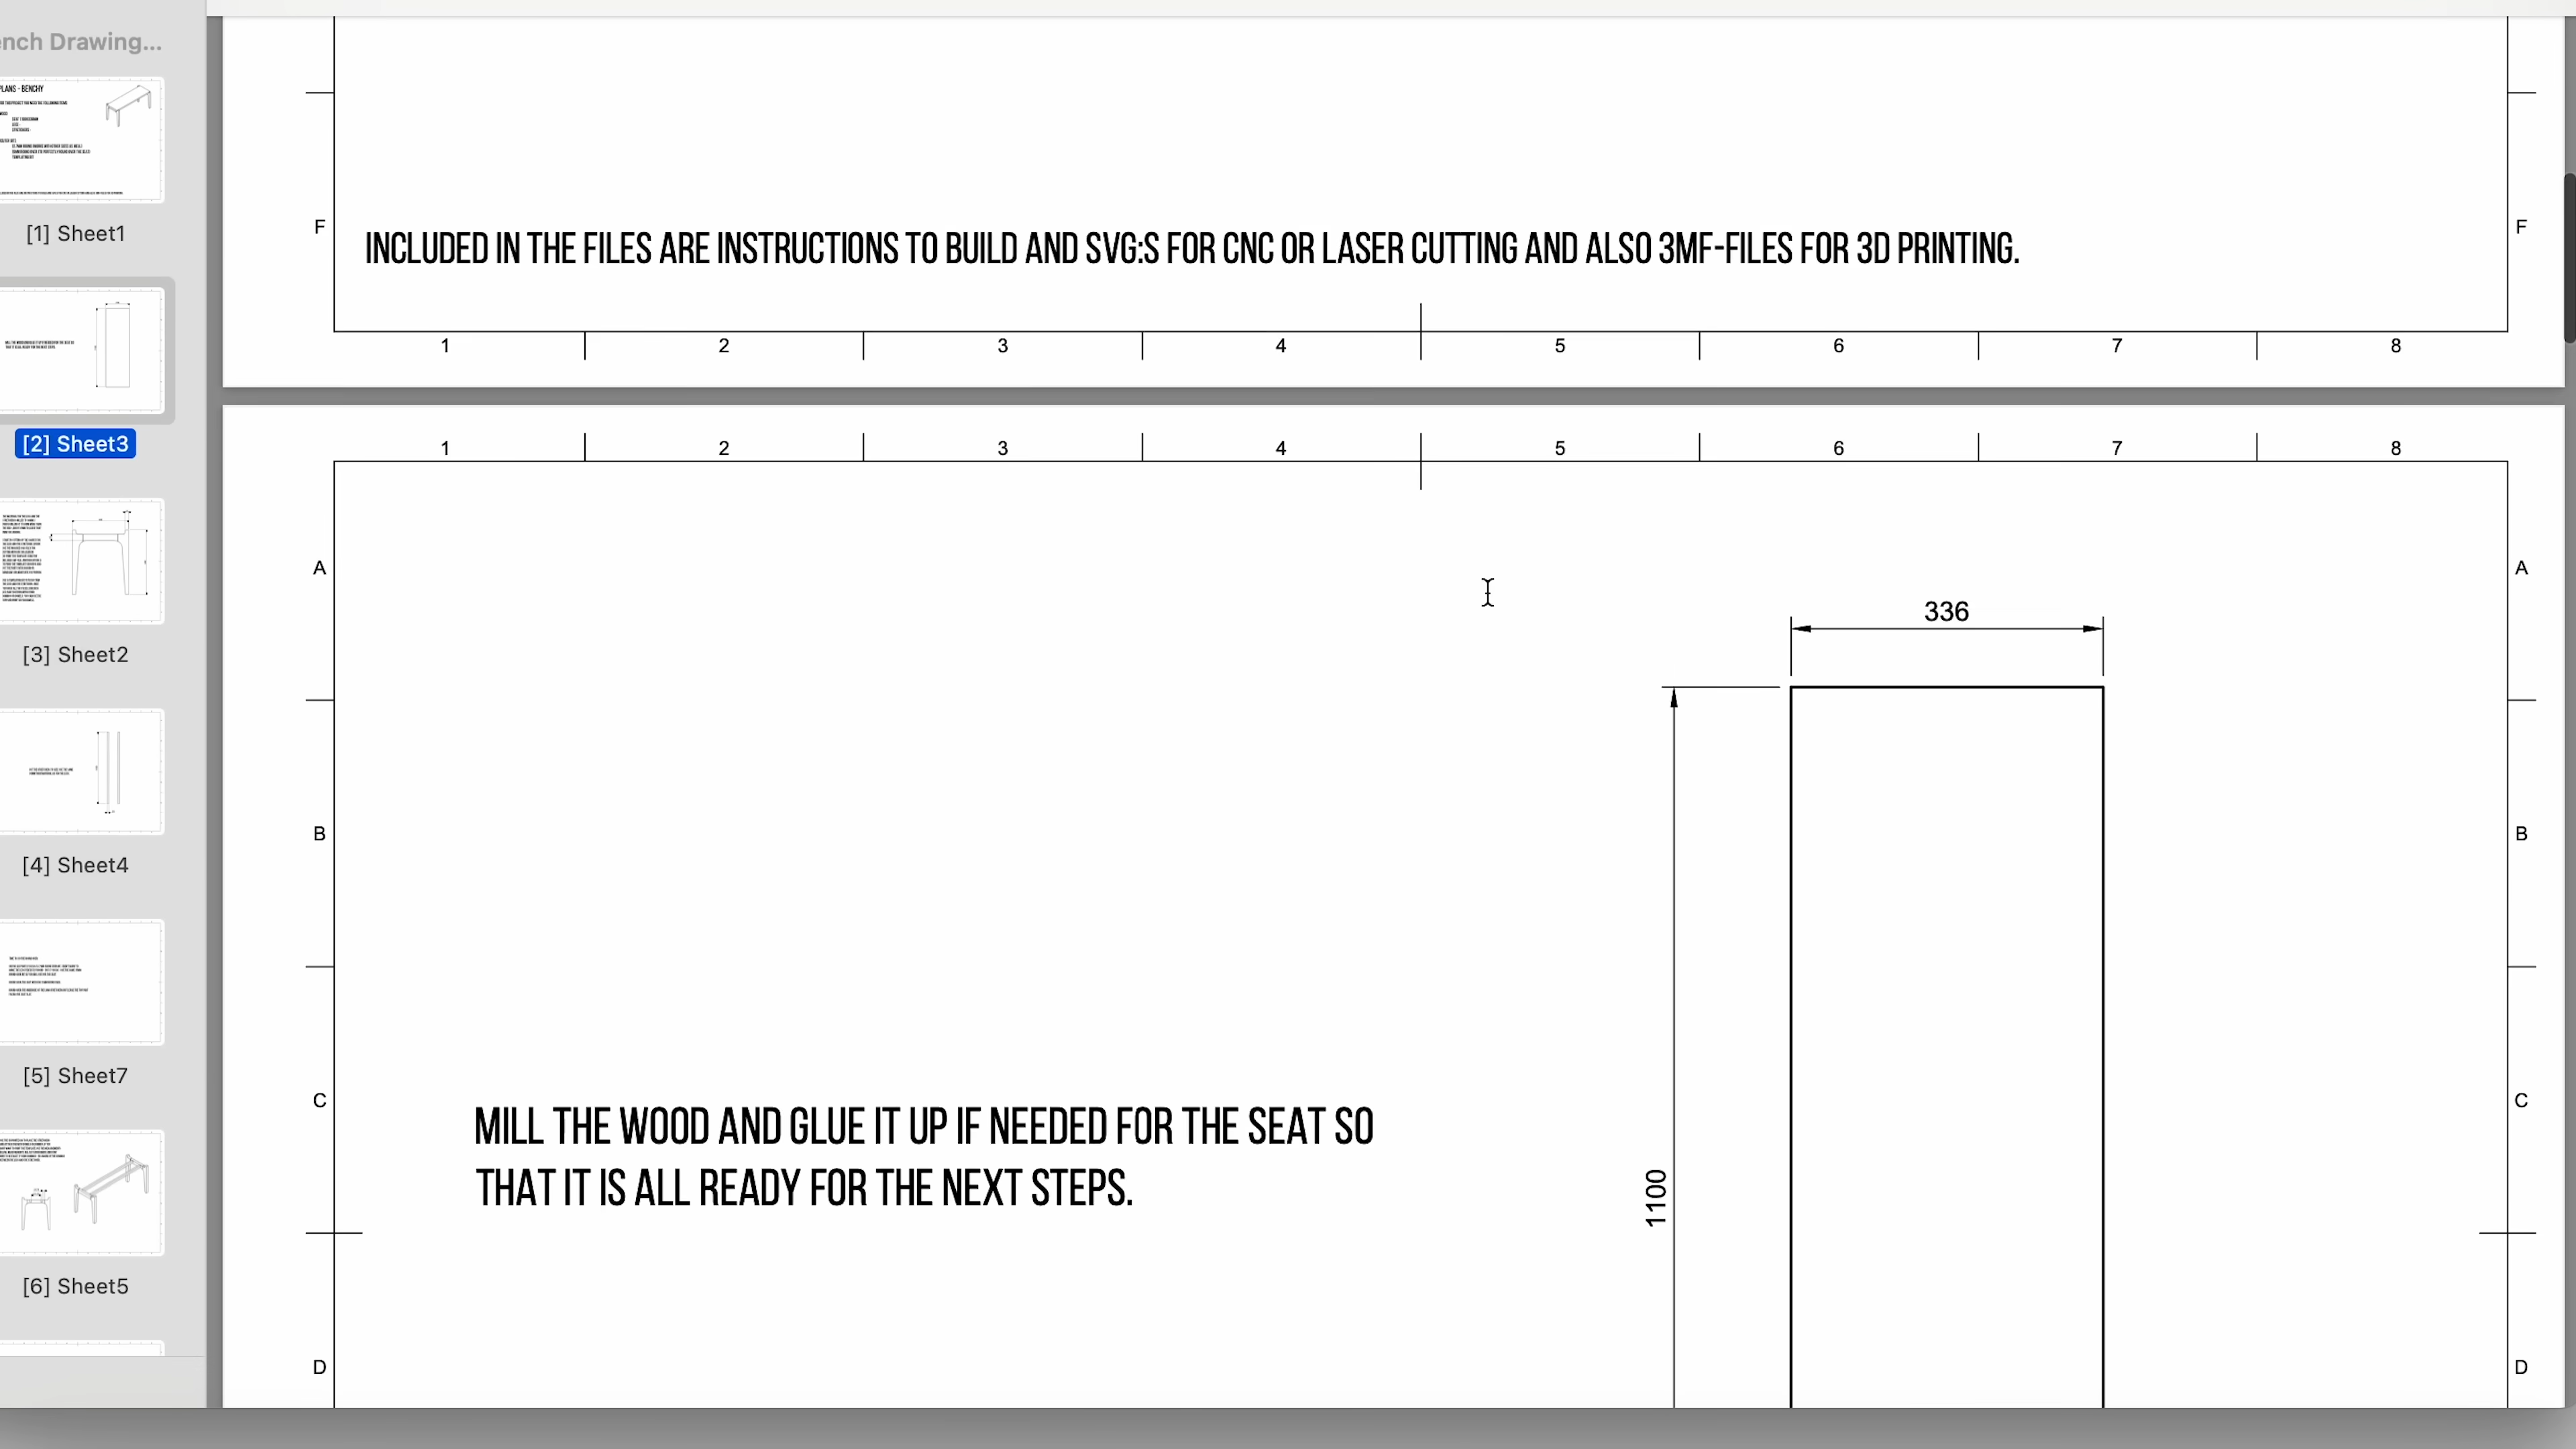 ench Drawing...
PLANS - BENCHY
[1] Sheet1
[2] Sheet3
[3] Sheet2
[4] Sheet4
[5] Sheet7
[6] Sheet5
F
F
INCLUDED IN THE FILES ARE INSTRUCTIONS TO BUILD AND SVG:S FOR CNC OR LASER CUTTING AND ALSO 3MF-FILES FOR 3D PRINTING.
1 2 3 4 5 6 7 8
1 2 3 4 5 6 7 8
A
A
336
B
B
C
C
MILL THE WOOD AND GLUE IT UP IF NEEDED FOR THE SEAT SO
THAT IT IS ALL READY FOR THE NEXT STEPS.
1100
D
D